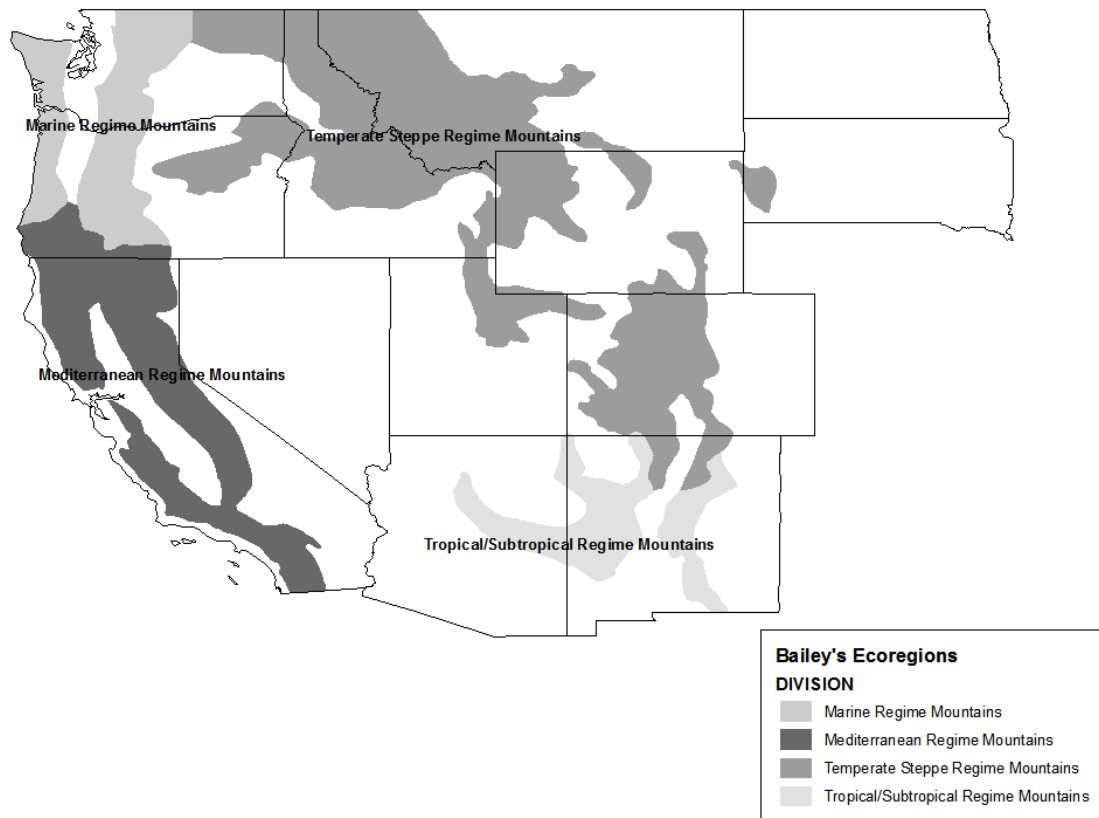 Marine Regime Mountains
Temperate Steppe Regime Mountains
Mediterranean Regime Mountains
Tropical/Subtropical Regime Mountains
Bailey's Ecoregions
DIVISION
Marine Regime Mountains
Mediterranean Regime Mountains
Temperate Steppe Regime Mountains
Tropical/Subtropical Regime Mountains